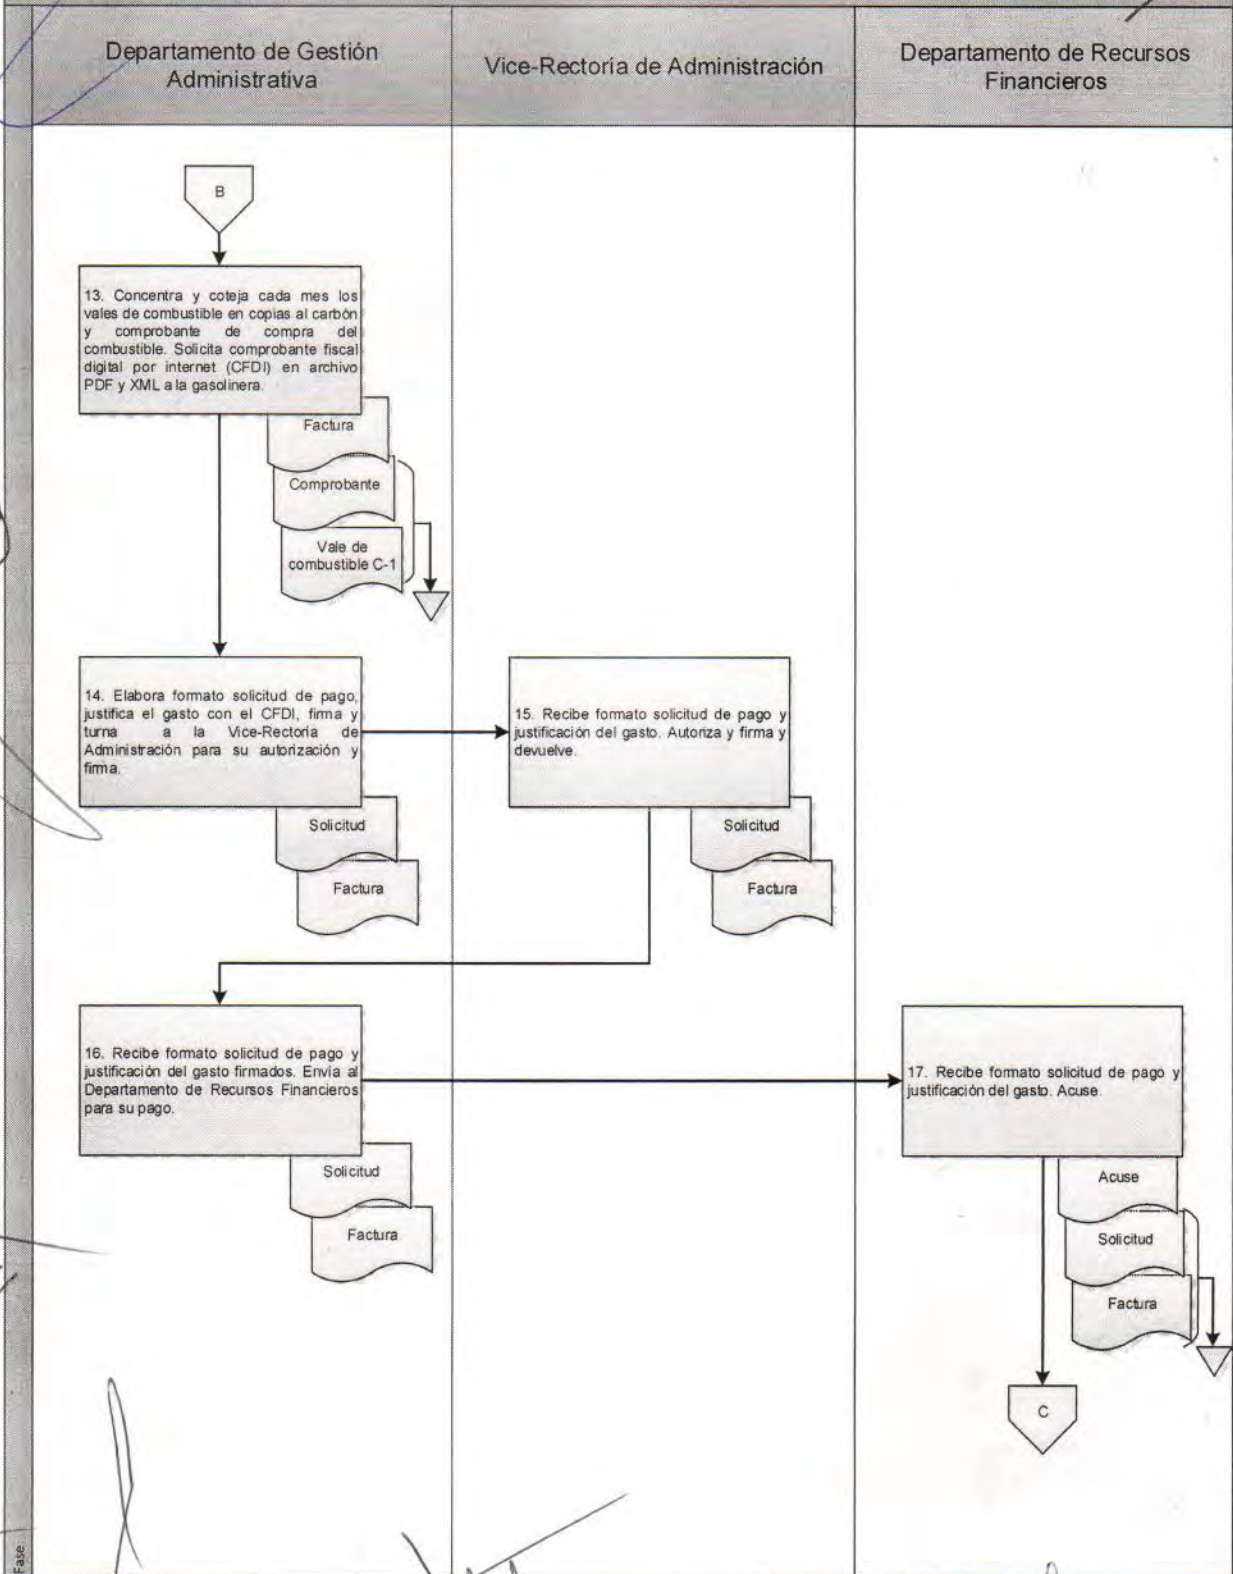 Departamento de Gestión
Administrativa
Vice-Rectoría de Administración
Departamento de Recursos
Financieros
B
13. Concentra y coteja cada mes los
vales de combustible en copias al carbón
y comprobante de compra del
combustible. Solicita comprobante fiscal
digital por internet (CFDI) en archivo
PDF y XML a la gasolinera.
Factura
Comprobante
Vale de
combustible C-1
14. Elabora formato solicitud de pago,
justifica el gasto con el CFDI, firma y
turna a la Vice-Rectoría de
Administración para su autorización y
firma.
Solicitud
Factura
15. Recibe formato solicitud de pago y
justificación del gasto. Autoriza y firma y
devuelve.
Solicitud
Factura
16. Recibe formato solicitud de pago y
justificación del gasto firmados. Envía al
Departamento de Recursos Financieros
para su pago.
Solicitud
Factura
17. Recibe formato solicitud de pago y
justificación del gasto. Acuse.
Acuse
Solicitud
Factura
C
Fase